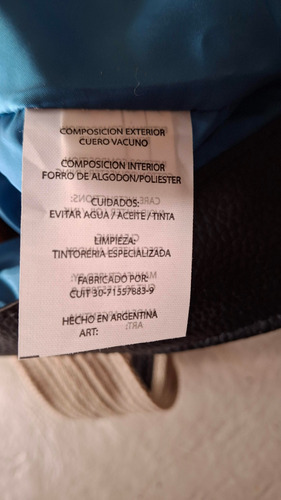 COMPOSICION EXTERIOR
CUERO VACUNO
COMPOSICION INTERIOR
FORRO DE ALGODON/POLIESTER
CUIDADOS:
EVITAR AGUA / ACEITE / TINTA
LIMPIEZA:
TINTORERIA ESPECIALIZADA
FABRICADO POR:
CUIT 30-71557683-9
HECHO EN ARGENTINA
ART: